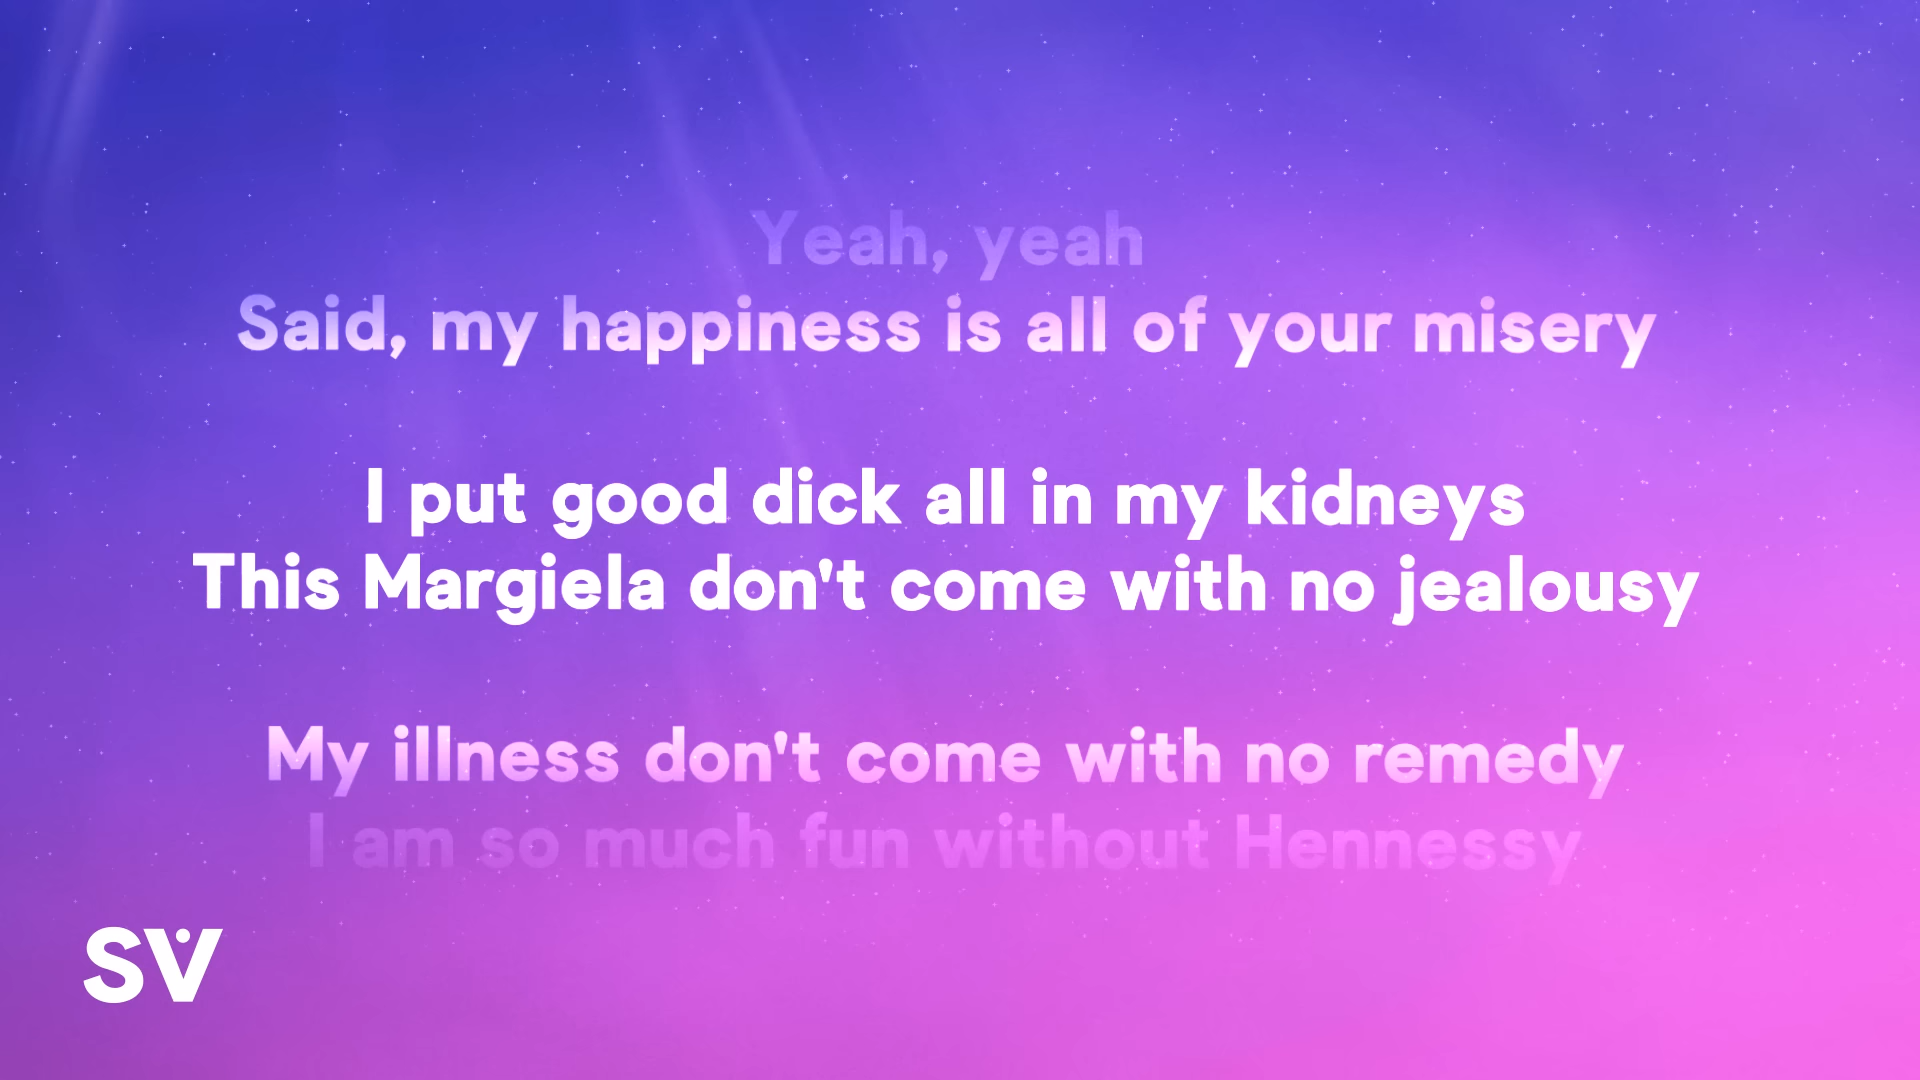 Yeah, yeah
Said, my happiness is all of your misery
I put good dick all in my kidneys
This Margiela don't come with no jealousy
My illness don't come with no remedy
I am so much fun without Hennessy
SV